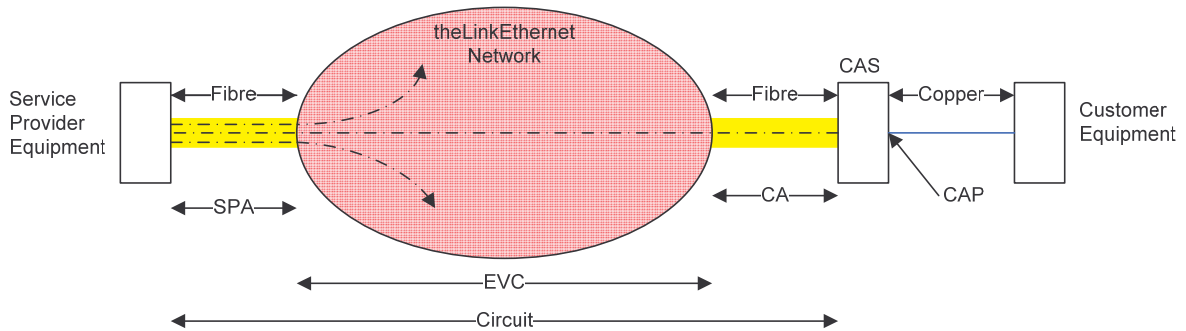 theLinkEthernet
Network
CAS
Service
Provider
Equipment
Fibre
Fibre
Copper
Customer
Equipment
SPA
CA
CAP
EVC
Circuit